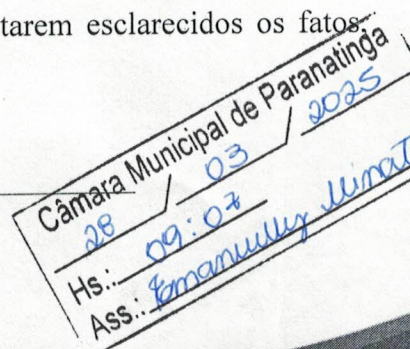 tarem esclarecidos os fatos.
Câmara Municipal de Paranatinga
28 / 03 / 2025
Hs.: 09:07
Ass.: Emanuelly